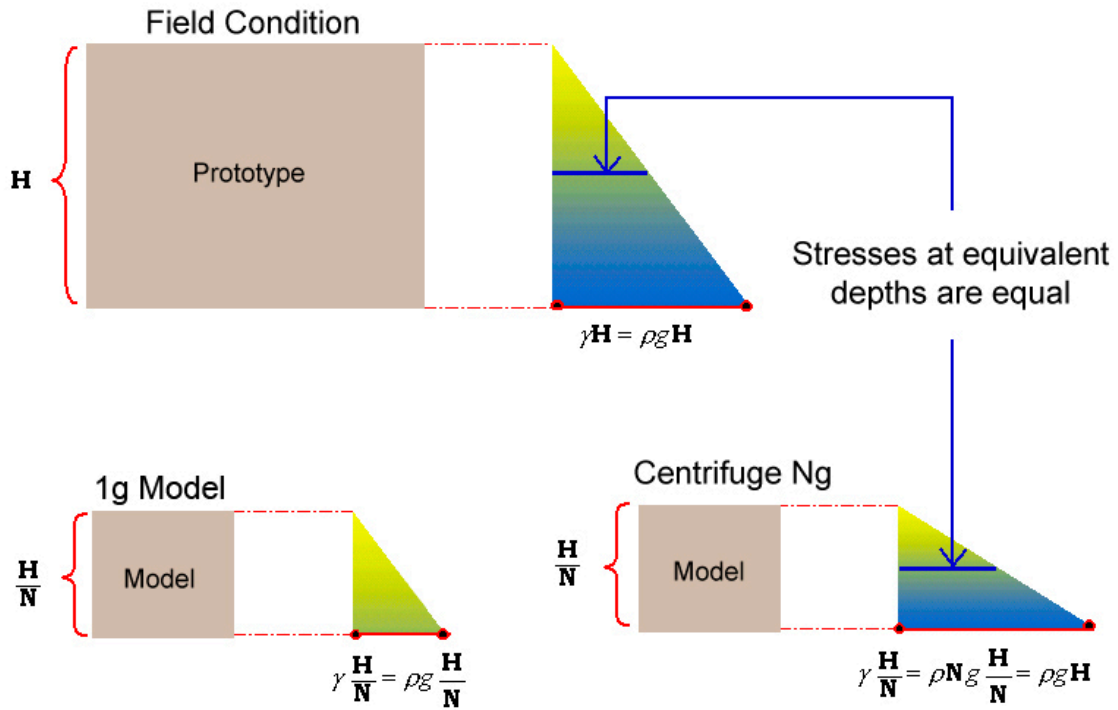 Field Condition
H
Prototype
γH = ρgH
Stresses at equivalent
depths are equal
1g Model
H/N
Model
γ H/N = ρg H/N
Centrifuge Ng
H/N
Model
γ H/N = ρNg H/N = ρgH